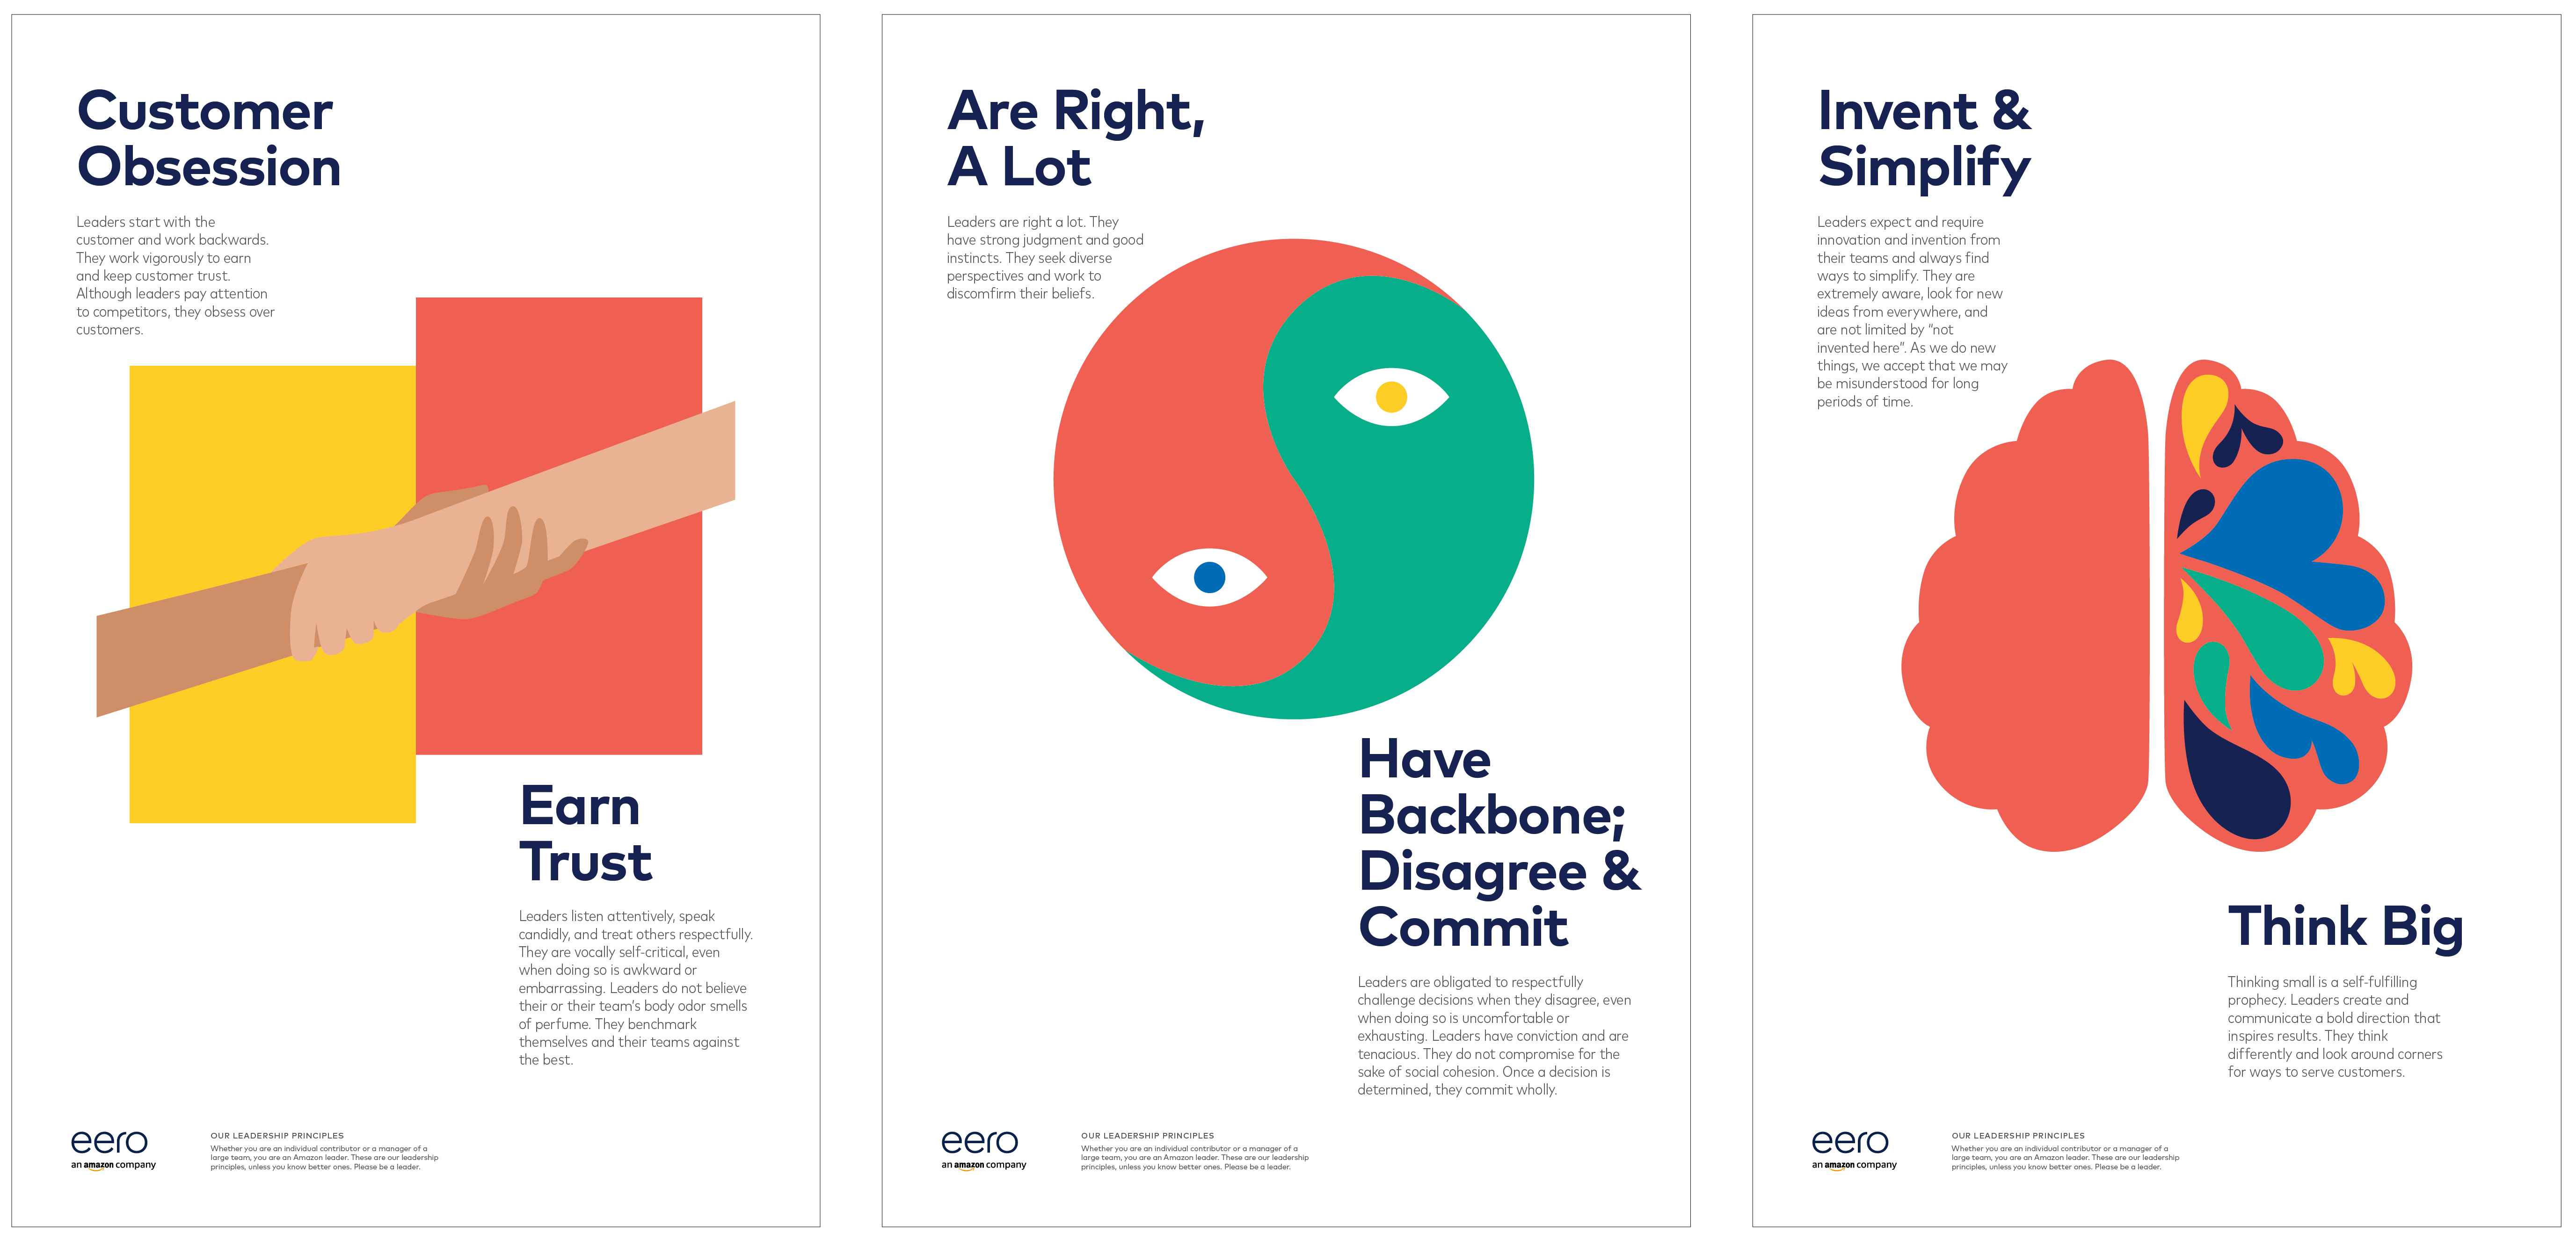 Customer
Obsession
Leaders start with the
customer and work backwards.
They work vigorously to earn
and keep customer trust.
Although leaders pay attention
to competitors, they obsess over
customers.
Earn
Trust
Leaders listen attentively, speak
candidly, and treat others respectfully.
They are vocally self-critical, even
when doing so is awkward or
embarrassing. Leaders do not believe
their or their team's body odor smells
of perfume. They benchmark
themselves and their teams against
the best.
eero
an amazon company
OUR LEADERSHIP PRINCIPLES
Whether you are an individual contributor or a manager of a
large team, you are an Amazon leader. These are our leadership
principles, unless you know better ones. Please be a leader.
Are Right,
A Lot
Leaders are right a lot. They
have strong judgment and good
instincts. They seek diverse
perspectives and work to
discomfirm their beliefs.
Have
Backbone;
Disagree &
Commit
Leaders are obligated to respectfully
challenge decisions when they disagree, even
when doing so is uncomfortable or
exhausting. Leaders have conviction and are
tenacious. They do not compromise for the
sake of social cohesion. Once a decision is
determined, they commit wholly.
eero
an amazon company
OUR LEADERSHIP PRINCIPLES
Whether you are an individual contributor or a manager of a
large team, you are an Amazon leader. These are our leadership
principles, unless you know better ones. Please be a leader.
Invent &
Simplify
Leaders expect and require
innovation and invention from
their teams and always find
ways to simplify. They are
extremely aware, look for new
ideas from everywhere, and
are not limited by “not
invented here”. As we do new
things, we accept that we may
be misunderstood for long
periods of time.
Think Big
Thinking small is a self-fulfilling
prophecy. Leaders create and
communicate a bold direction that
inspires results. They think
differently and look around corners
for ways to serve customers.
eero
an amazon company
OUR LEADERSHIP PRINCIPLES
Whether you are an individual contributor or a manager of a
large team, you are an Amazon leader. These are our leadership
principles, unless you know better ones. Please be a leader.